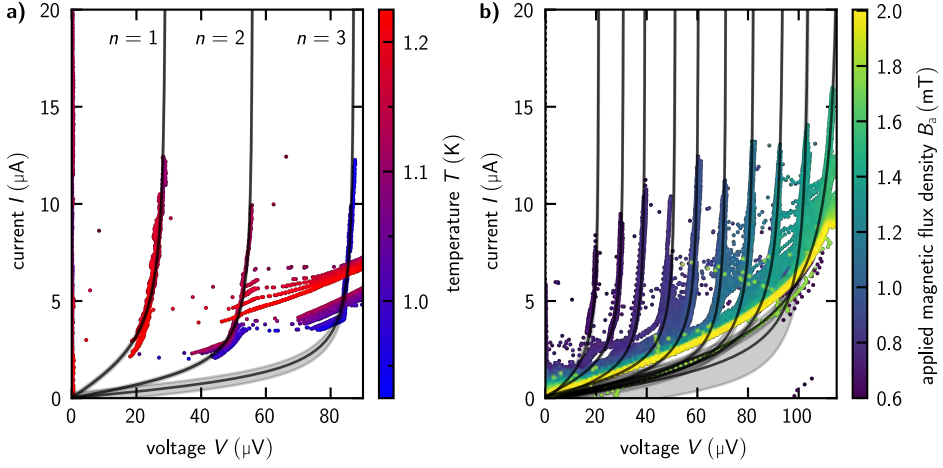 a)
n = 1
n = 2
n = 3
20
15
10
5
0
current I (μA)
0
20
40
60
80
voltage V (μV)
1.2
1.1
1.0
temperature T (K)
b)
20
15
10
5
0
current I (μA)
0
20
40
60
80
100
voltage V (μV)
2.0
1.8
1.6
1.4
1.2
1.0
0.8
0.6
applied magnetic flux density Ba (mT)